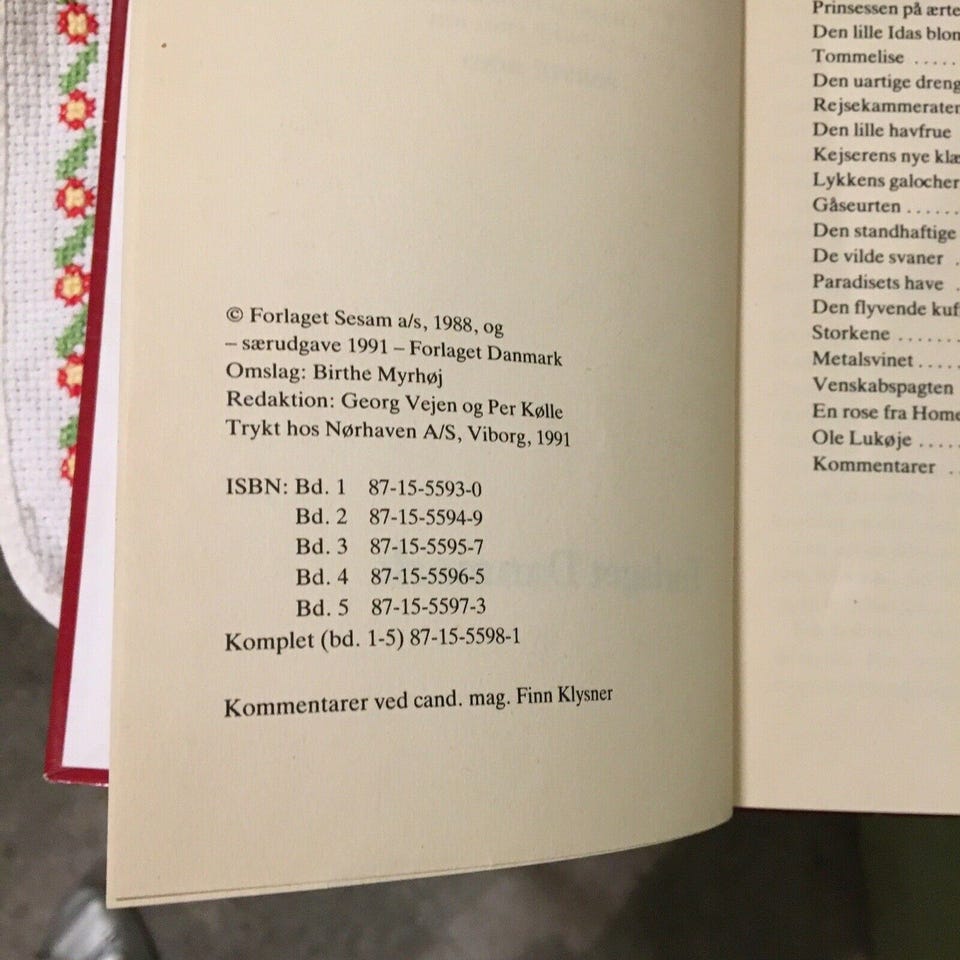 © Forlaget Sesam a/s, 1988, og
– særudgave 1991 – Forlaget Danmark
Omslag: Birthe Myrhøj
Redaktion: Georg Vejen og Per Kølle
Trykt hos Nørhaven A/S, Viborg, 1991
ISBN: Bd. 1 87-15-5593-0
Bd. 2 87-15-5594-9
Bd. 3 87-15-5595-7
Bd. 4 87-15-5596-5
Bd. 5 87-15-5597-3
Komplet (bd. 1-5) 87-15-5598-1
Kommentarer ved cand. mag. Finn Klysner
Prinsessen på ærte
Den lille Idas blom
Tommelise .....
Den uartige dreng
Rejsekammeraten
Den lille havfrue
Kejserens nye klæ
Lykkens galocher
Gåseurten ......
Den standhaftige
De vilde svaner .
Paradisets have .
Den flyvende kuf
Storkene .......
Metalsvinet .....
Venskabspagten
En rose fra Home
Ole Lukøje .....
Kommentarer ..